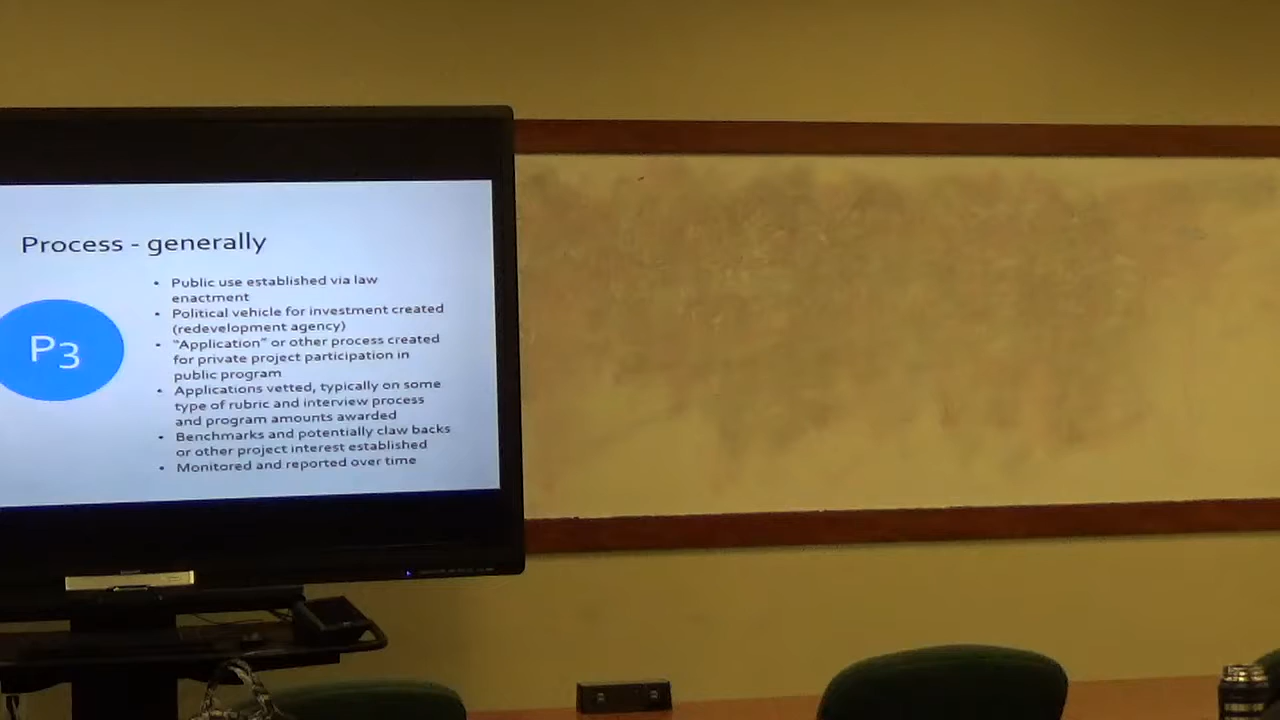 Process - generally
P3
• Public use established via law
enactment
• Political vehicle for investment created
(redevelopment agency)
• “Application” or other process created
for private project participation in
public program
• Applications vetted, typically on some
type of rubric and interview process
and program amounts awarded
• Benchmarks and potentially claw backs
or other project interest established
• Monitored and reported over time